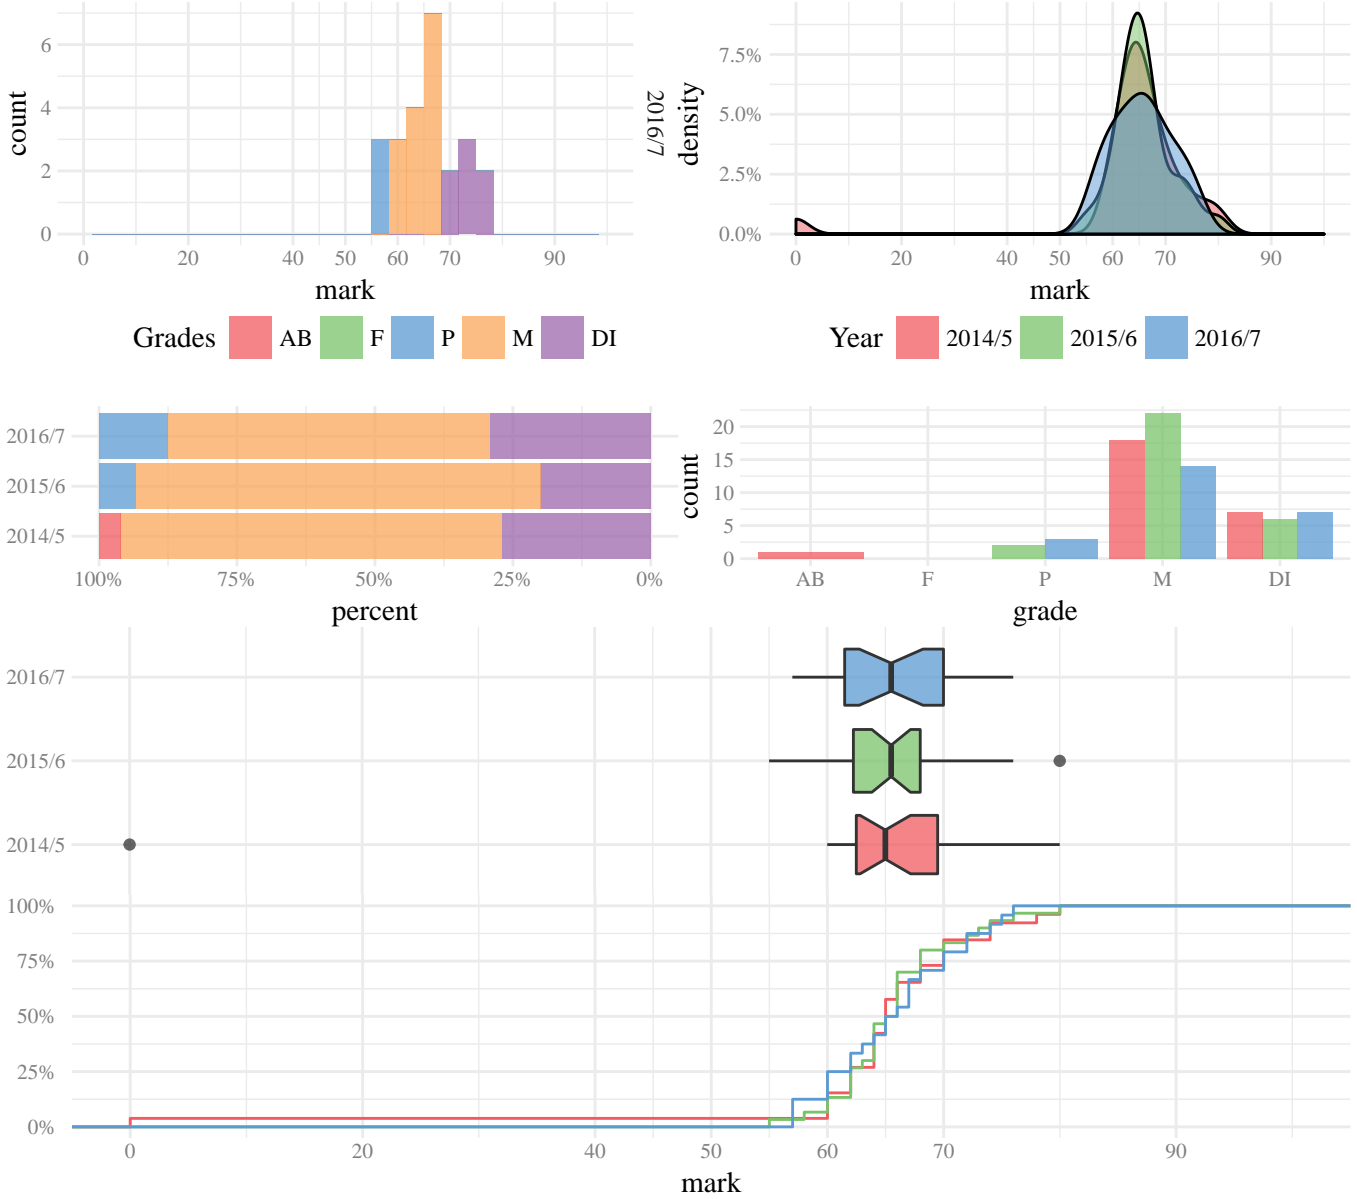 6
4
2
0
count
0 20 40 50 60 70 90
mark
2016/7
7.5%
5.0%
2.5%
0.0%
density
0 20 40 50 60 70 90
mark
Grades AB F P M DI
Year 2014/5 2015/6 2016/7
2016/7
2015/6
2014/5
100% 75% 50% 25% 0%
percent
20
15
10
5
0
count
AB F P M DI
grade
2016/7
2015/6
2014/5
100%
75%
50%
25%
0%
0 20 40 50 60 70 90
mark